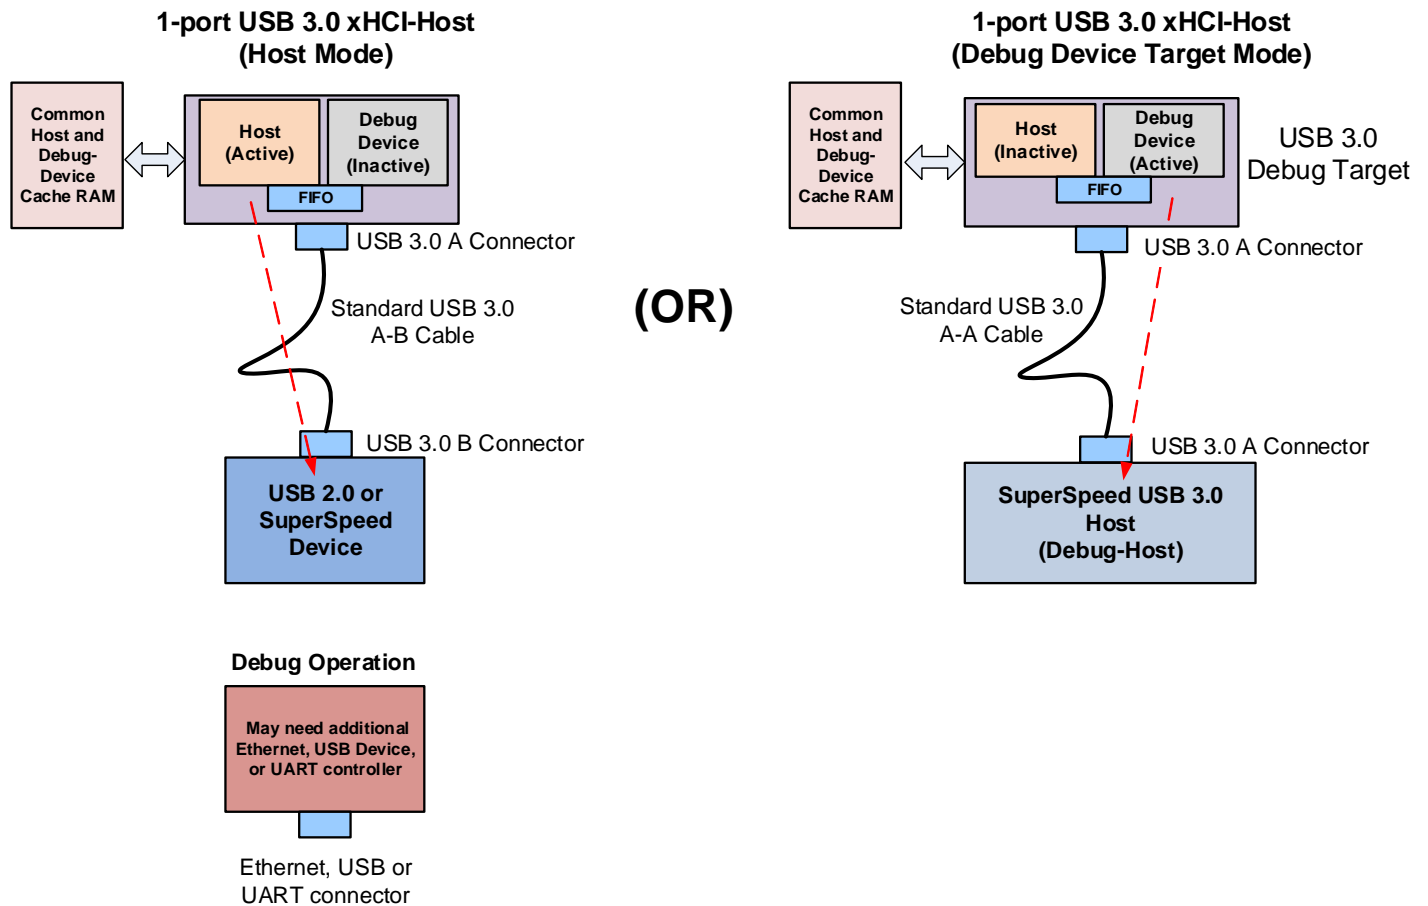 1-port USB 3.0 xHCI-Host
(Host Mode)
Common
Host and
Debug-
Device
Cache RAM
Host
(Active)
Debug
Device
(Inactive)
FIFO
USB 3.0 A Connector
Standard USB 3.0
A-B Cable
USB 3.0 B Connector
USB 2.0 or
SuperSpeed
Device
Debug Operation
May need additional
Ethernet, USB Device,
or UART controller
Ethernet, USB or
UART connector
(OR)
1-port USB 3.0 xHCI-Host
(Debug Device Target Mode)
Common
Host and
Debug-
Device
Cache RAM
Host
(Inactive)
Debug
Device
(Active)
FIFO
USB 3.0
Debug Target
USB 3.0 A Connector
Standard USB 3.0
A-A Cable
USB 3.0 A Connector
SuperSpeed USB 3.0
Host
(Debug-Host)